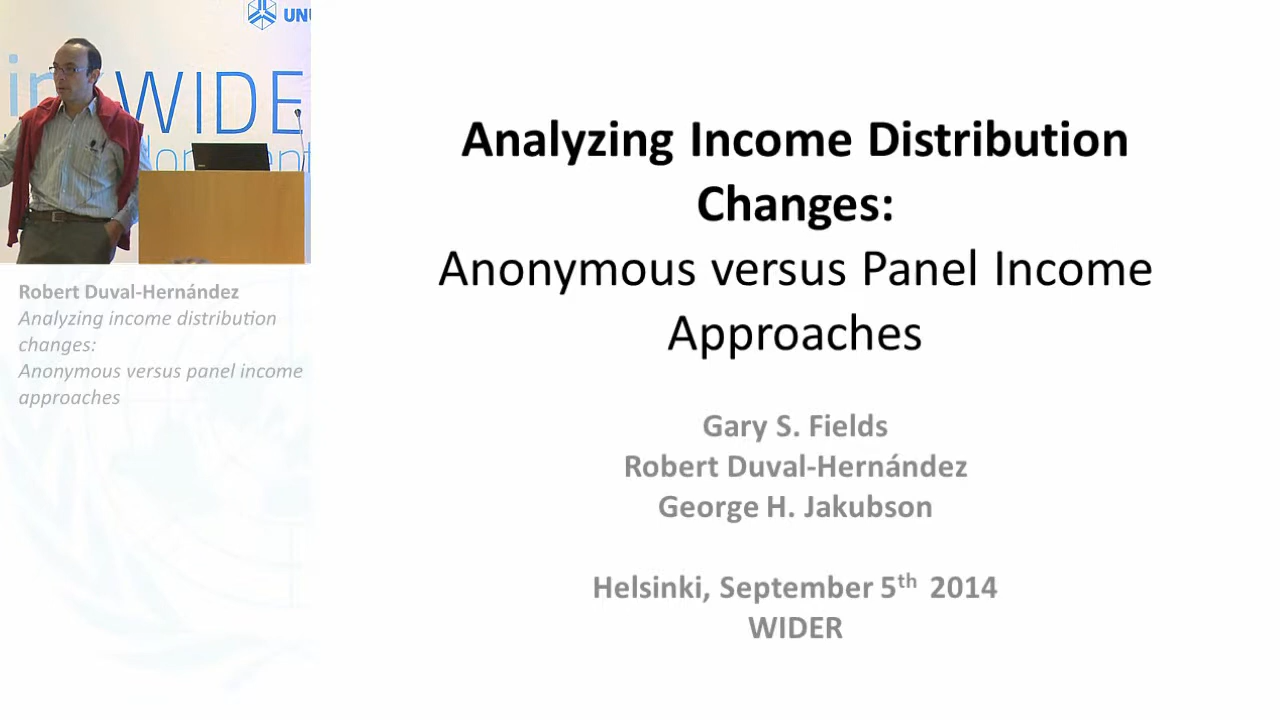 UNU
WIDE
Robert Duval-Hernández
Analyzing income distribution
changes:
Anonymous versus panel income
approaches
Analyzing Income Distribution
Changes:
Anonymous versus Panel Income
Approaches
Gary S. Fields
Robert Duval-Hernández
George H. Jakubson
Helsinki, September 5th 2014
WIDER